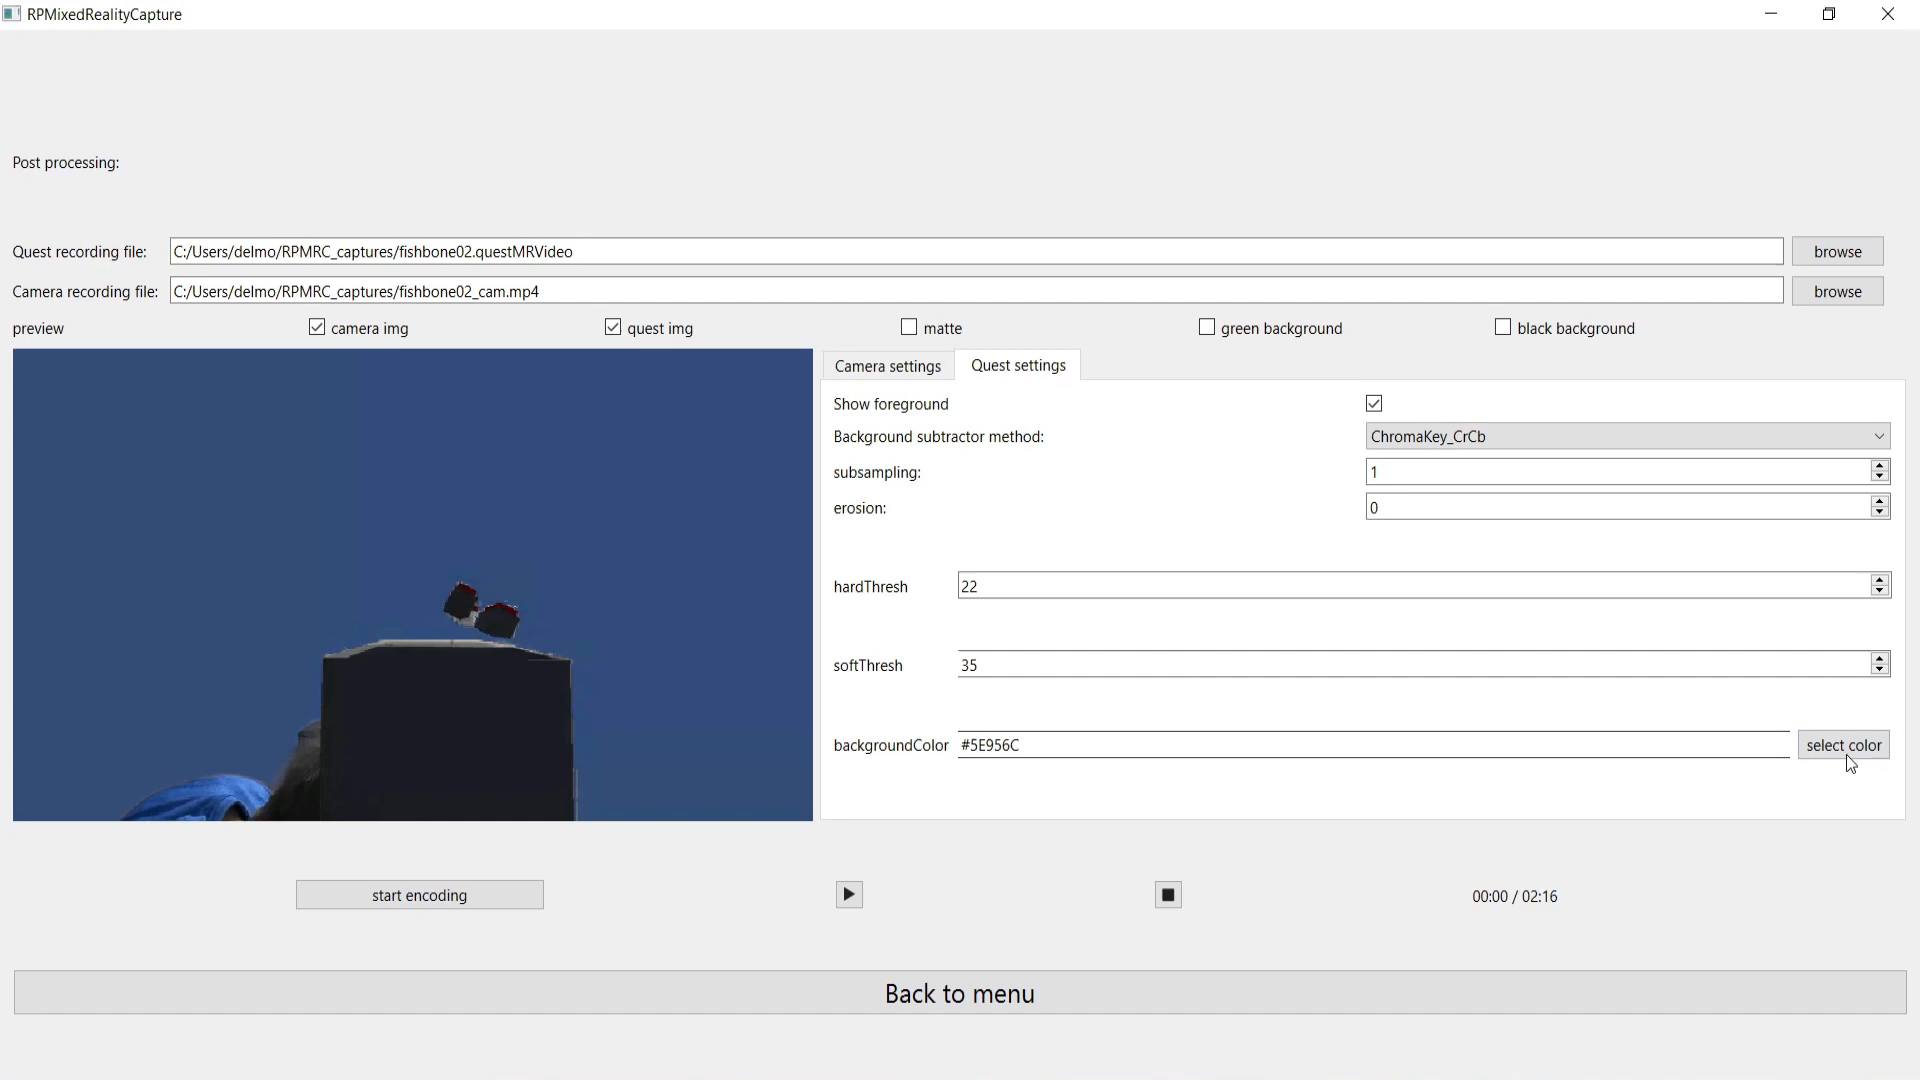 RPMixedRealityCapture
Post processing:
Quest recording file: C:/Users/delmo/RPMRC_captures/fishbone02.questMRVideo browse
Camera recording file: C:/Users/delmo/RPMRC_captures/fishbone02_cam.mp4 browse
preview camera img quest img matte green background black background
Camera settings Quest settings
Show foreground
Background subtractor method: ChromaKey_CrCb
subsampling: 1
erosion: 0
hardThresh 22
softThresh 35
backgroundColor #5E956C select color
start encoding 00:00 / 02:16
Back to menu